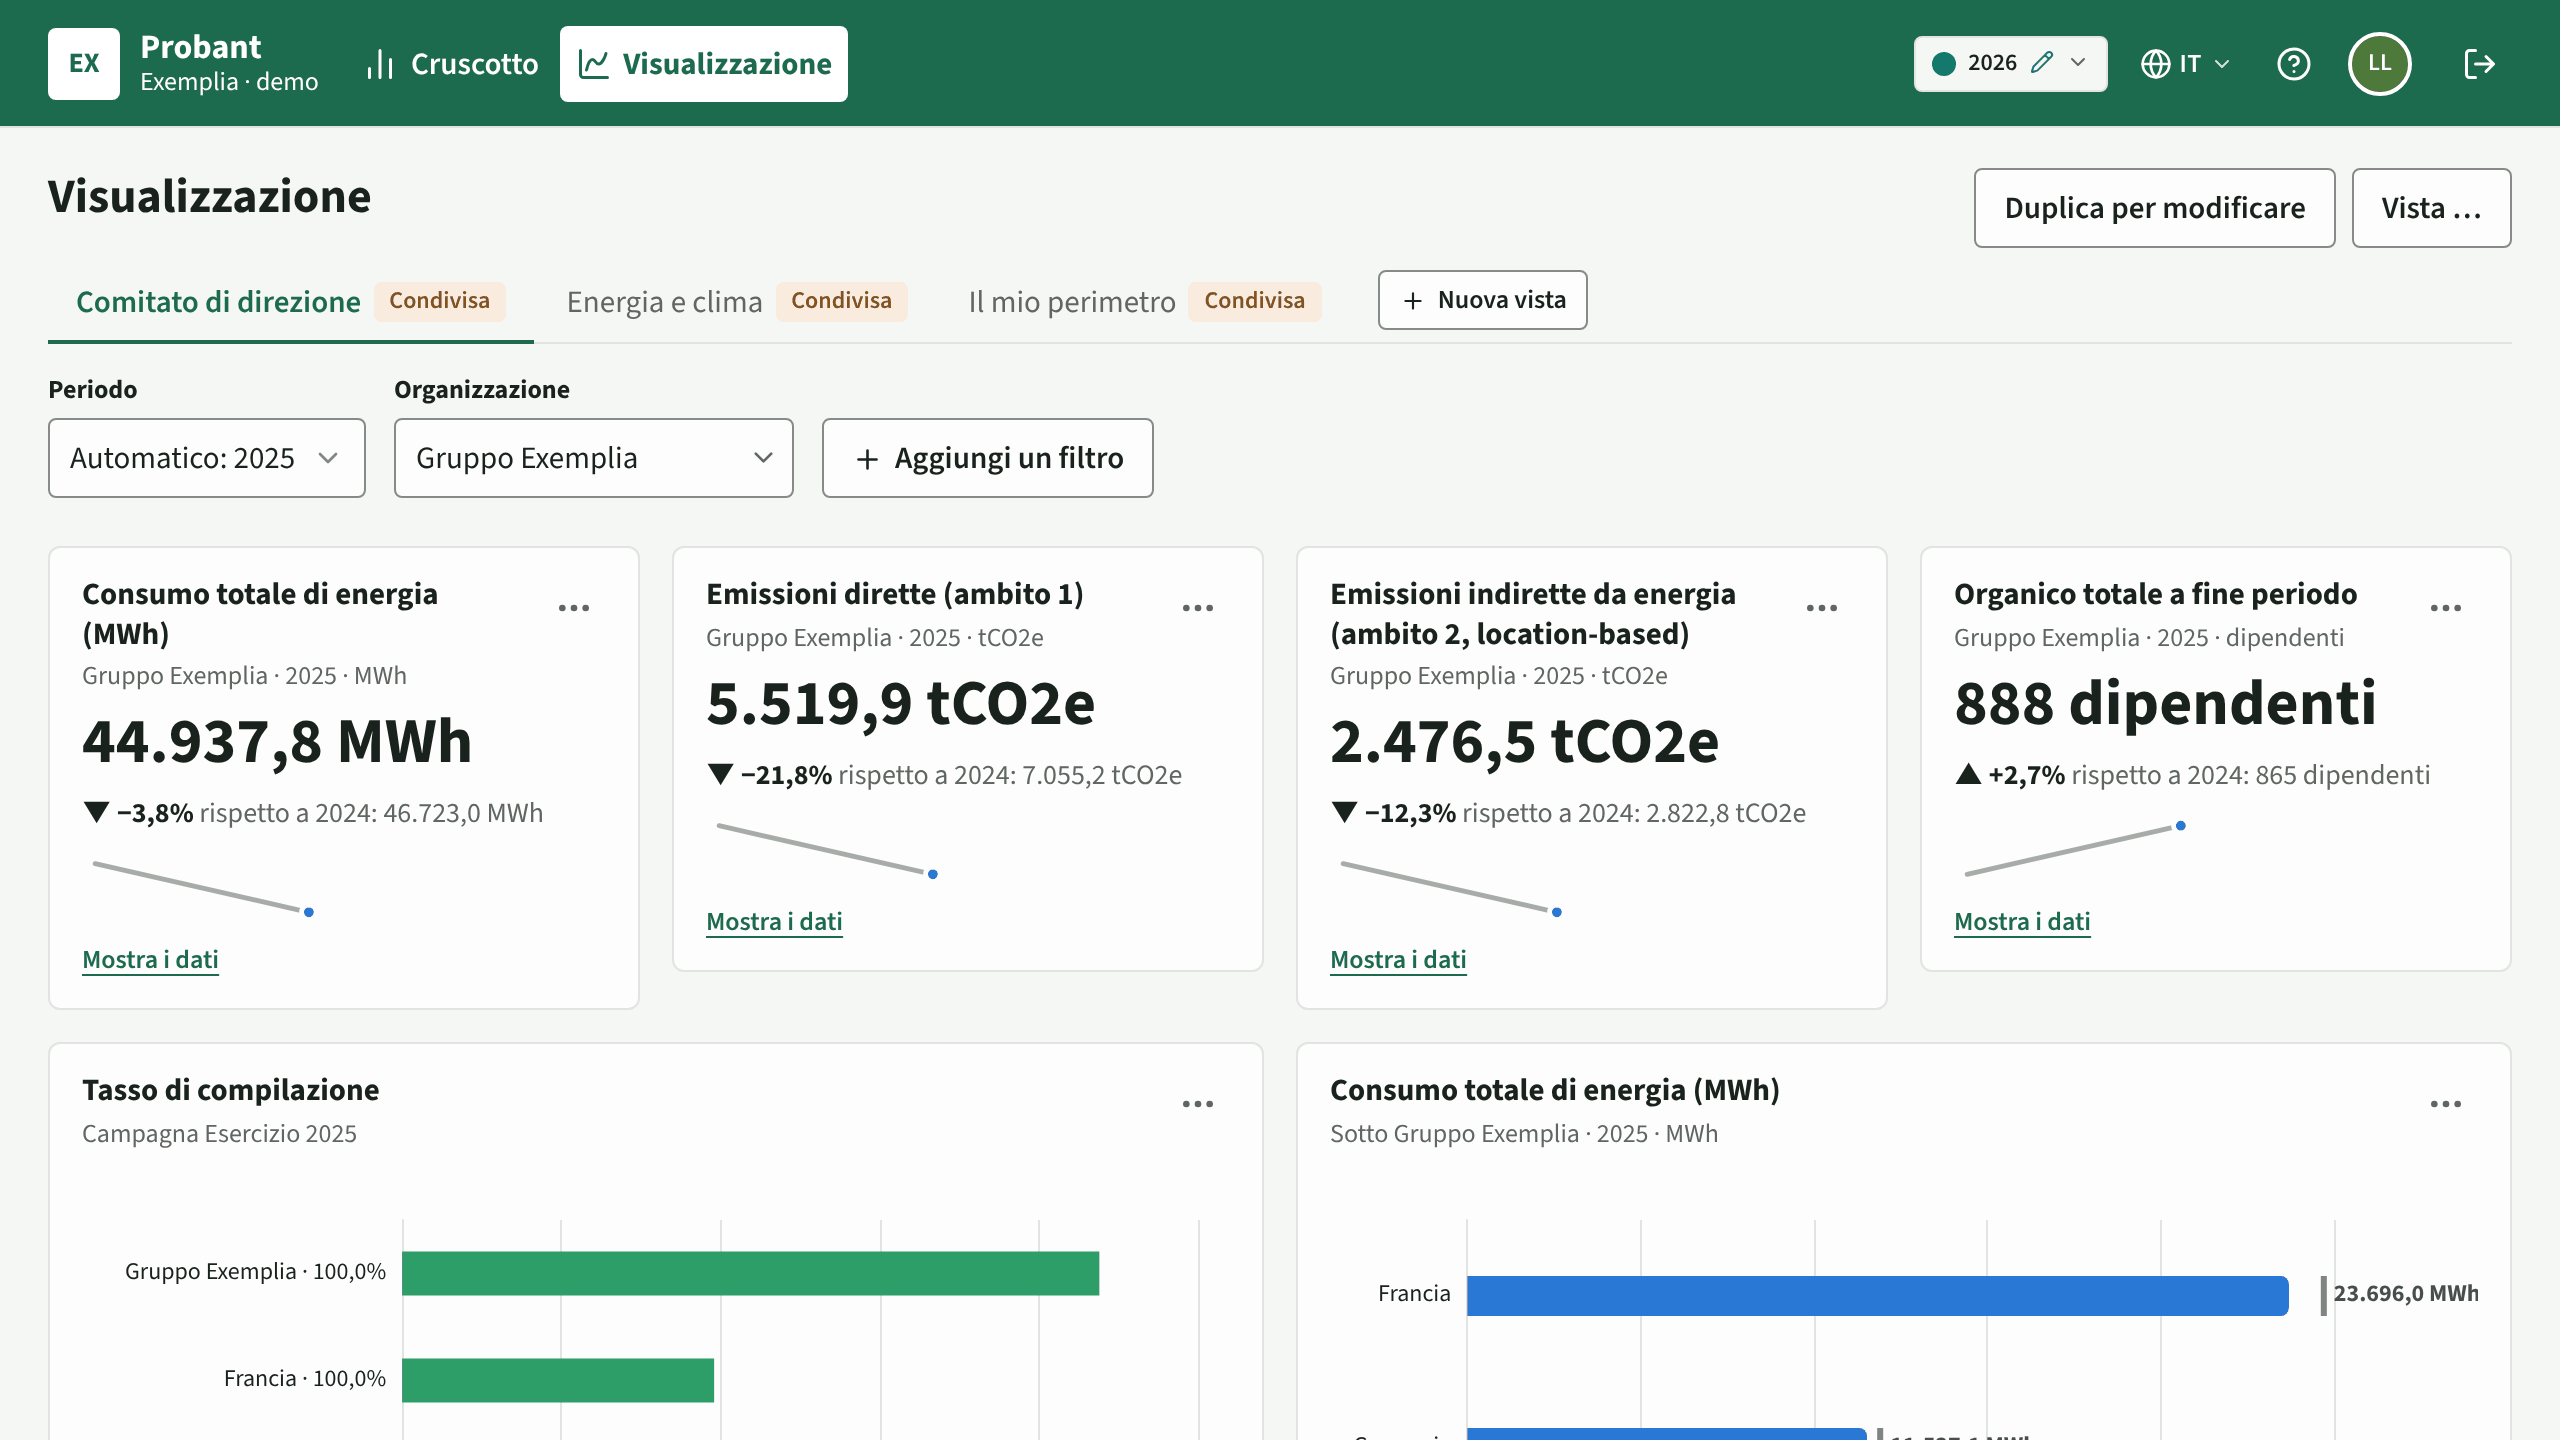 EX
Probant
Exemplia · demo
Cruscotto
Visualizzazione
2026
IT
LL
Visualizzazione
Duplica per modificare
Vista …
Comitato di direzione Condivisa
Energia e clima Condivisa
Il mio perimetro Condivisa
+ Nuova vista
Periodo
Automatico: 2025
Organizzazione
Gruppo Exemplia
+ Aggiungi un filtro
Consumo totale di energia
(MWh)
Gruppo Exemplia · 2025 · MWh
44.937,8 MWh
▼ −3,8% rispetto a 2024: 46.723,0 MWh
Mostra i dati
Emissioni dirette (ambito 1)
Gruppo Exemplia · 2025 · tCO2e
5.519,9 tCO2e
▼ −21,8% rispetto a 2024: 7.055,2 tCO2e
Mostra i dati
Emissioni indirette da energia
(ambito 2, location-based)
Gruppo Exemplia · 2025 · tCO2e
2.476,5 tCO2e
▼ −12,3% rispetto a 2024: 2.822,8 tCO2e
Mostra i dati
Organico totale a fine periodo
Gruppo Exemplia · 2025 · dipendenti
888 dipendenti
▲ +2,7% rispetto a 2024: 865 dipendenti
Mostra i dati
Tasso di compilazione
Campagna Esercizio 2025
Gruppo Exemplia · 100,0%
Francia · 100,0%
Consumo totale di energia (MWh)
Sotto Gruppo Exemplia · 2025 · MWh
Francia
23.696,0 MWh